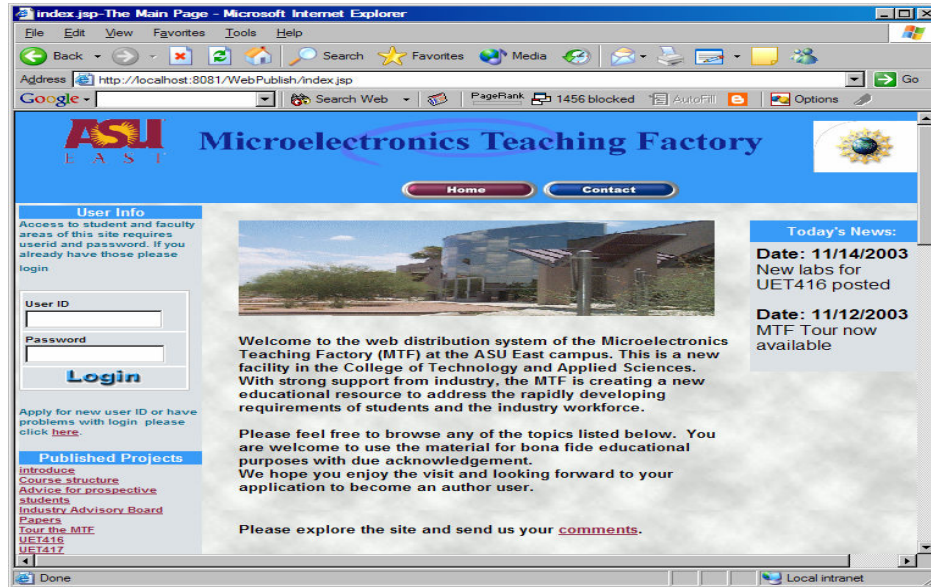 index.jsp-The Main Page - Microsoft Internet Explorer
File Edit View Favorites Tools Help
Back Search Favorites Media
Address http://localhost:8081/WebPublish/index.jsp Go
Google Search Web PageRank 1456 blocked AutoFill Options
ASU
EAST
Microelectronics Teaching Factory
Home Contact
User Info
Access to student and faculty
areas of this site requires
userid and password. If you
already have those please
login
User ID
Password
Login
Apply for new user ID or have
problems with login please
click here.
Published Projects
introduce
Course structure
Advice for prospective
students
Industry Advisory Board
Papers
Tour the MTF
UET416
UET417
Welcome to the web distribution system of the Microelectronics
Teaching Factory (MTF) at the ASU East campus. This is a new
facility in the College of Technology and Applied Sciences.
With strong support from industry, the MTF is creating a new
educational resource to address the rapidly developing
requirements of students and the industry workforce.
Please feel free to browse any of the topics listed below. You
are welcome to use the material for bona fide educational
purposes with due acknowledgement.
We hope you enjoy the visit and looking forward to your
application to become an author user.
Please explore the site and send us your comments.
Today's News:
Date: 11/14/2003
New labs for
UET416 posted
Date: 11/12/2003
MTF Tour now
available
Done Local intranet